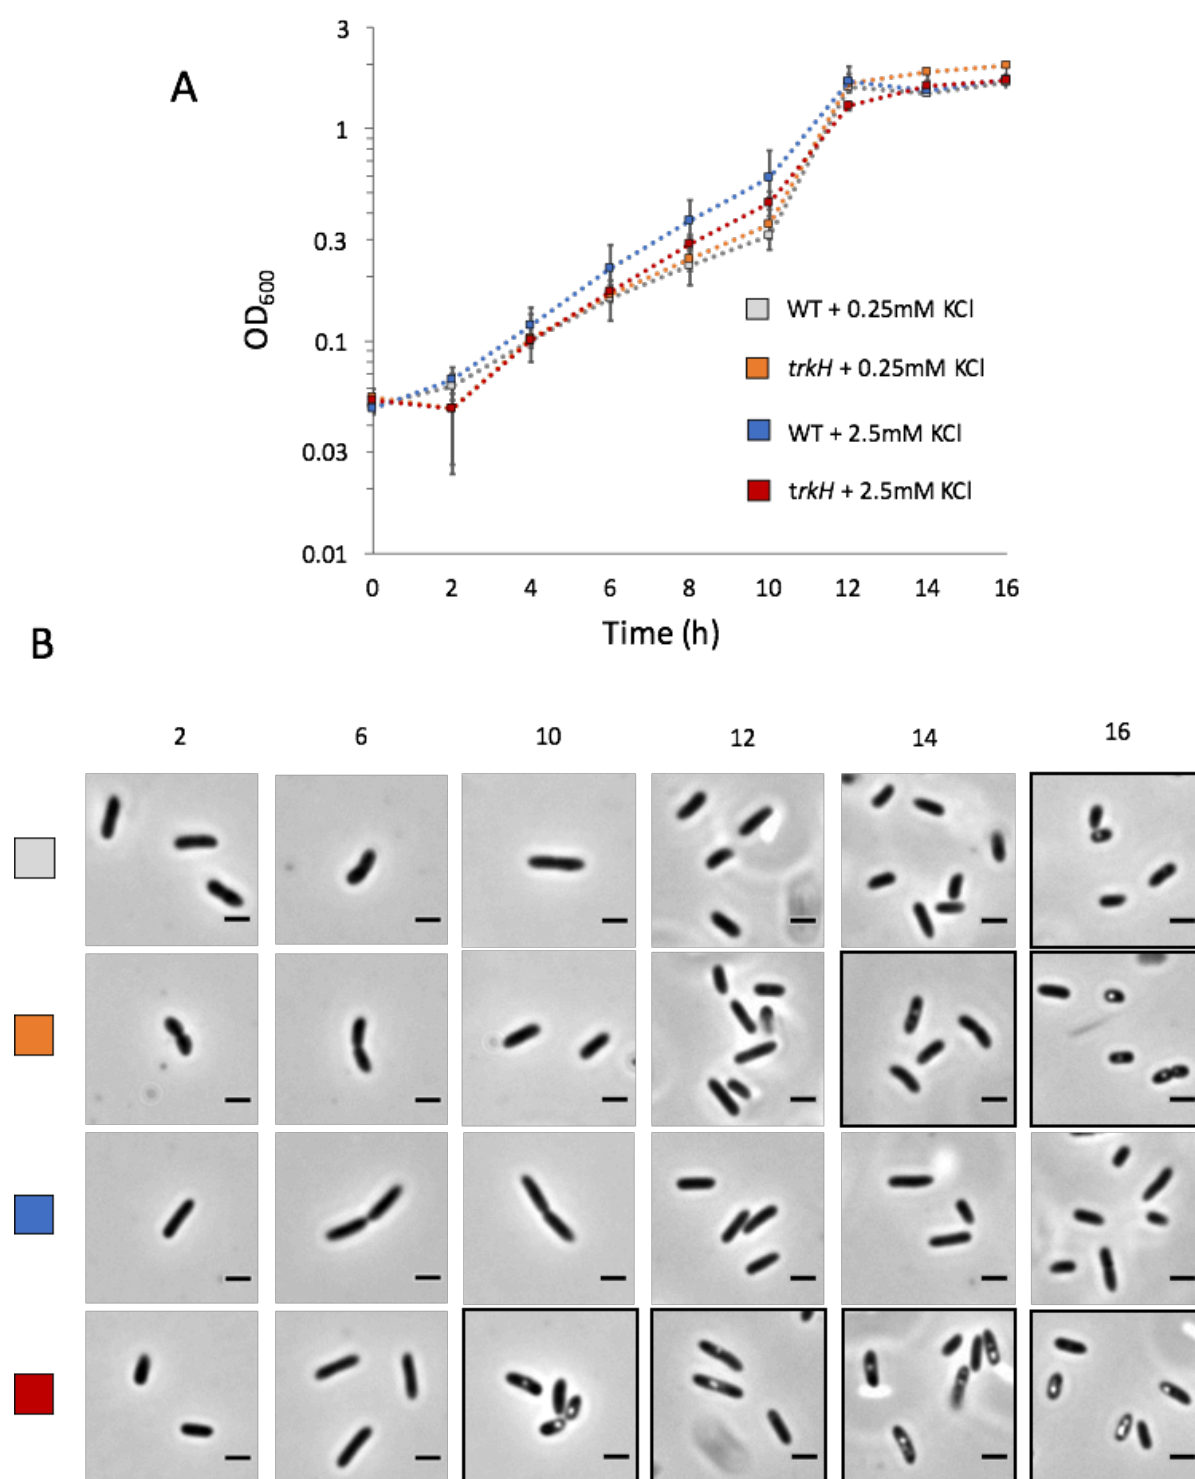 A
3
1
0.3
0.1
0.03
0.01
OD600
WT + 0.25mM KCl
trkH + 0.25mM KCl
WT + 2.5mM KCl
trkH + 2.5mM KCl
0 2 4 6 8 10 12 14 16
Time (h)
B
2 6 10 12 14 16